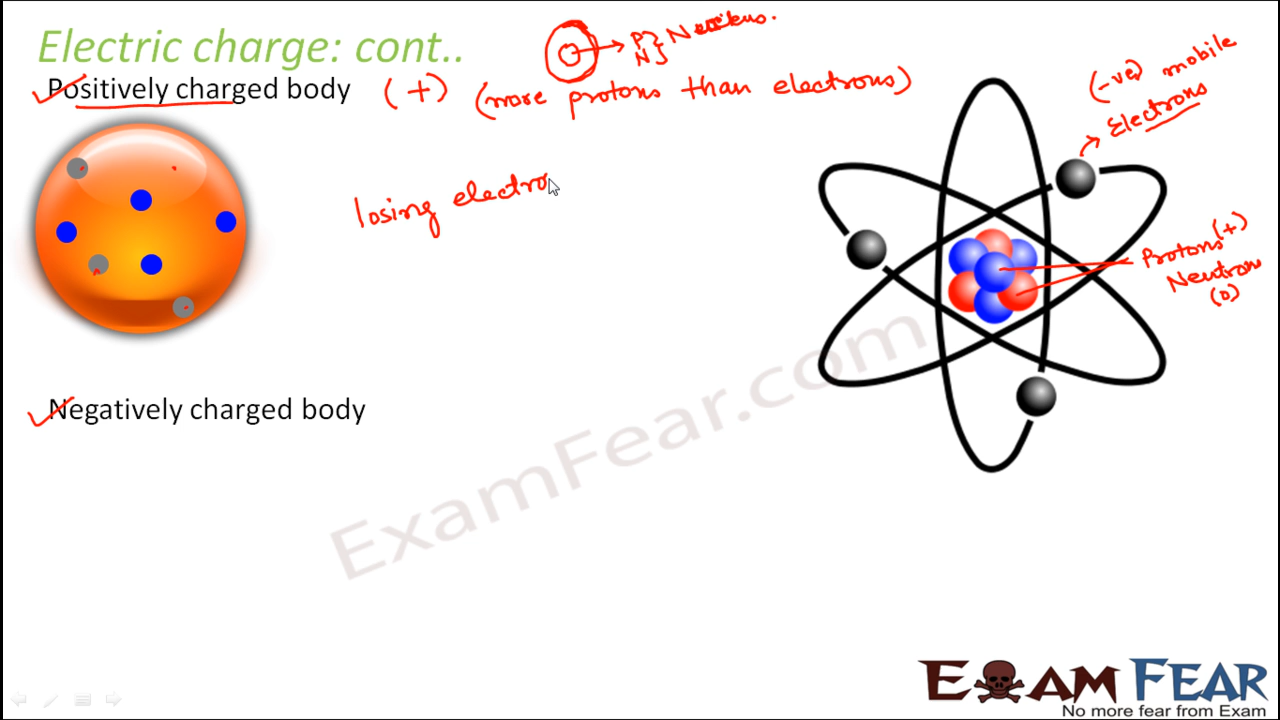 Electric charge: cont..
P
N } Nucleus.
Positively charged body (+) (more protons than electrons)
(-ve) mobile
Electrons
losing electro
Protons (+)
Neutron
(0)
Negatively charged body
ExamFear.com
EXAM FEAR
No more fear from Exam